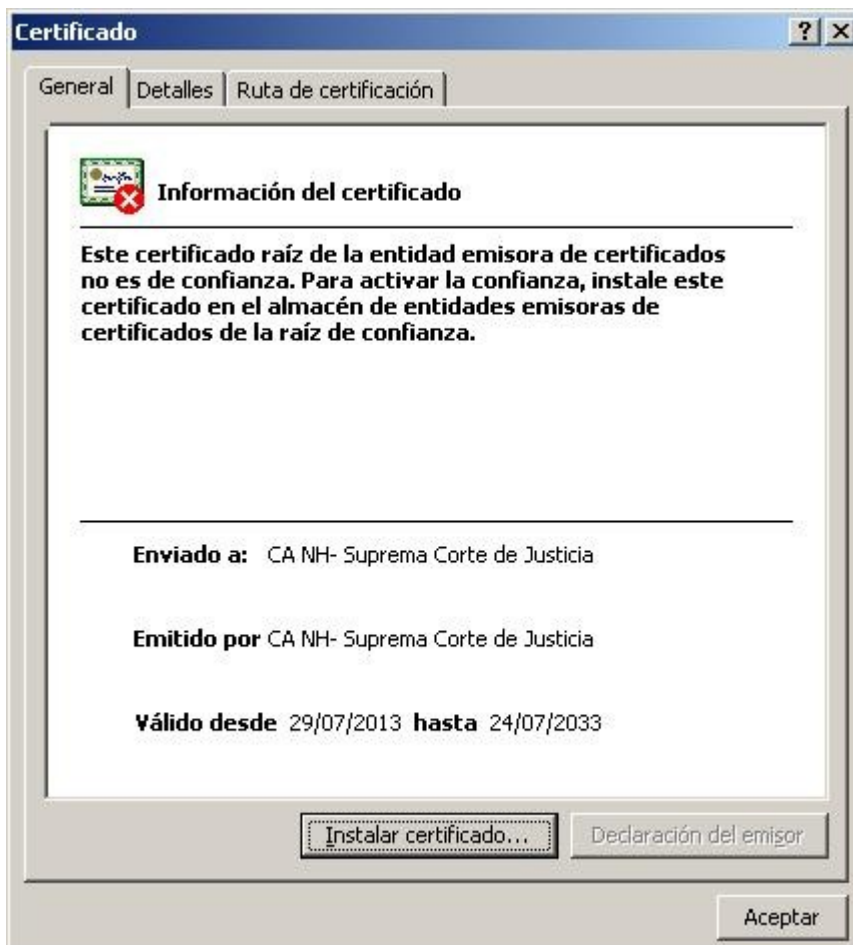 Certificado
General Detalles Ruta de certificación
Información del certificado
Este certificado raíz de la entidad emisora de certificados
no es de confianza. Para activar la confianza, instale este
certificado en el almacén de entidades emisoras de
certificados de la raíz de confianza.
Enviado a: CA NH- Suprema Corte de Justicia
Emitido por CA NH- Suprema Corte de Justicia
Válido desde 29/07/2013 hasta 24/07/2033
Instalar certificado... Declaración del emisor
Aceptar